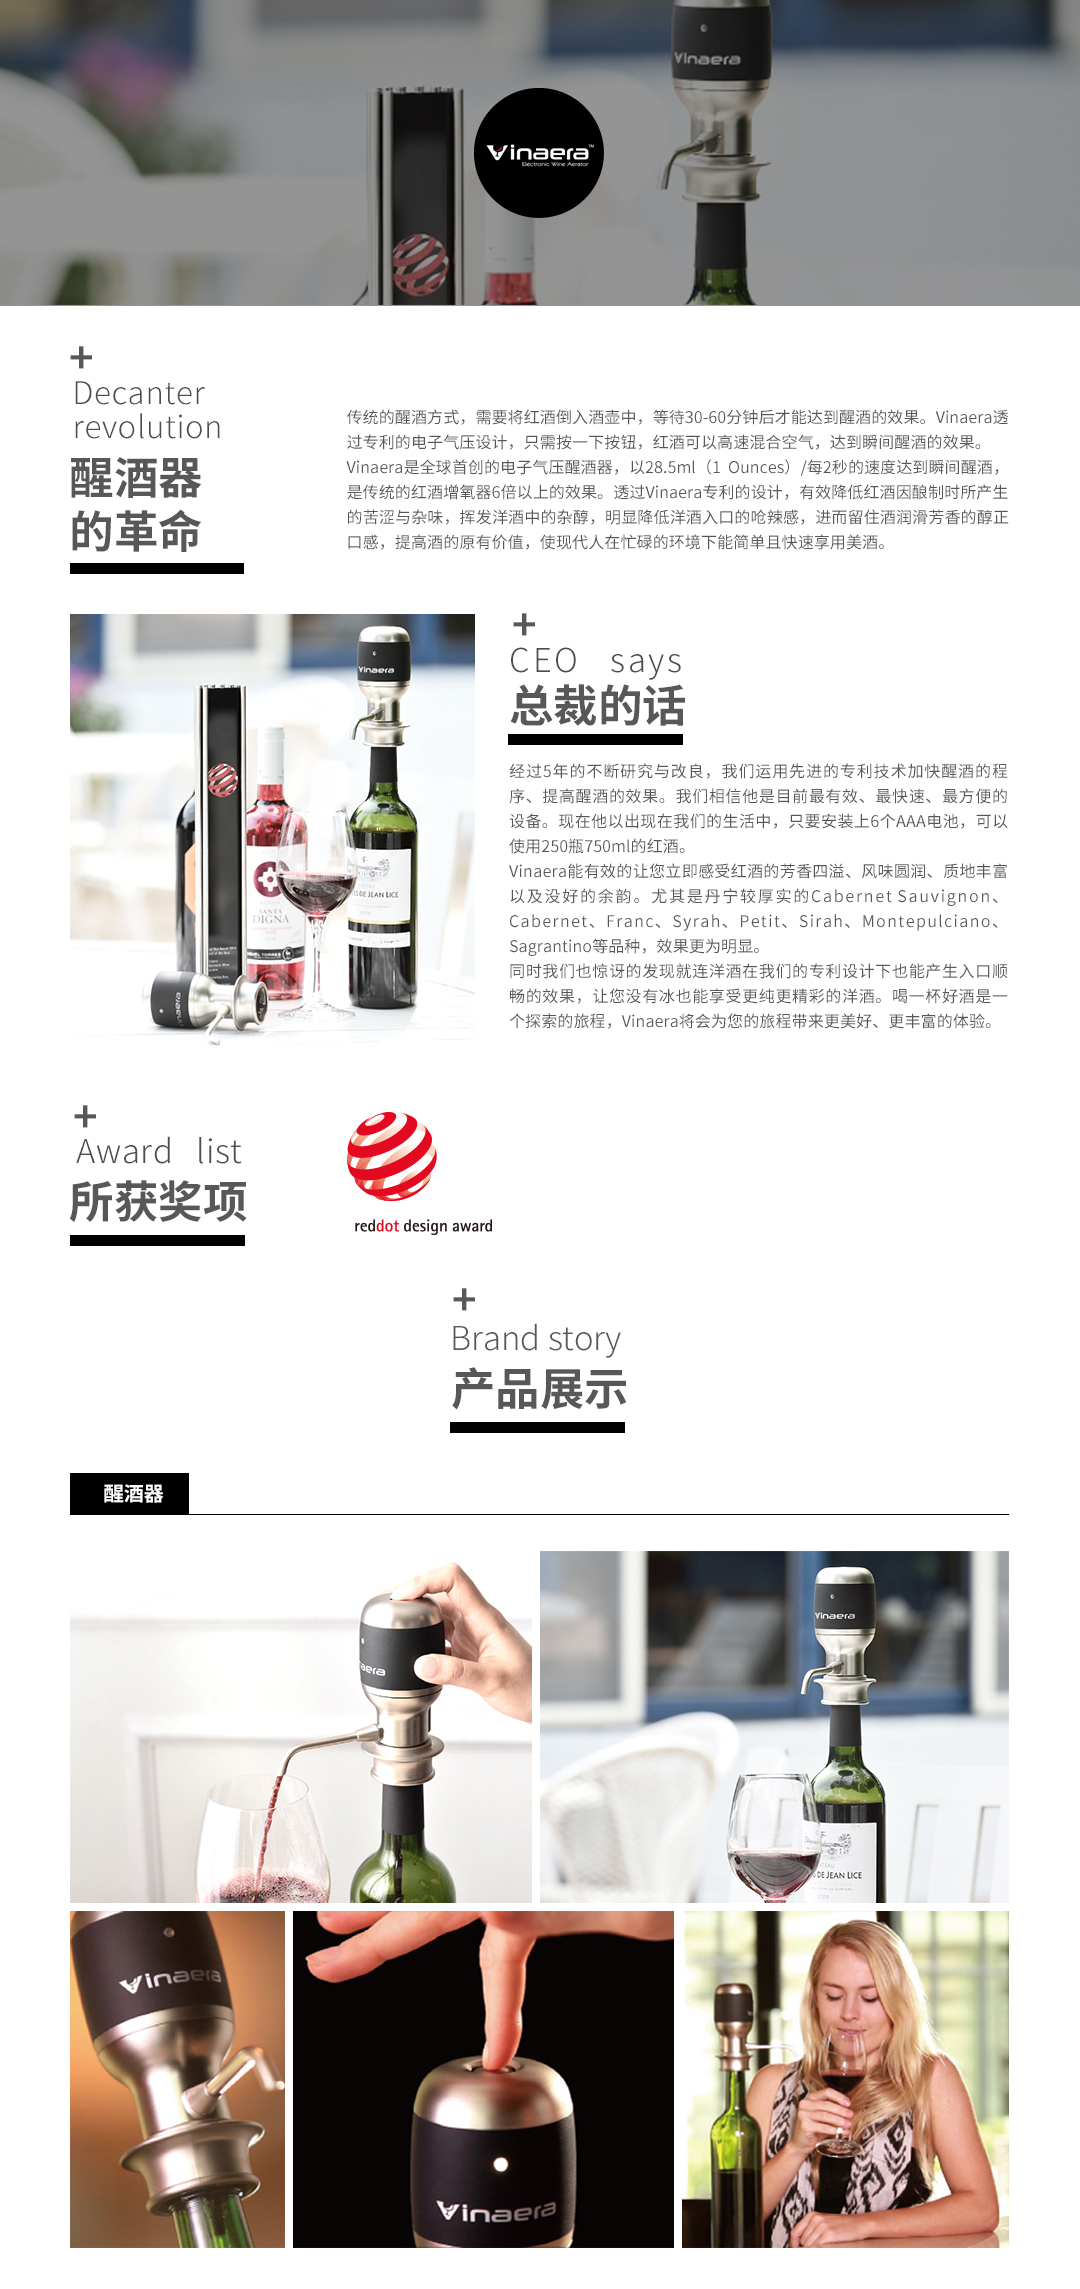 Vinaera
Vinaera™
Electronic Wine Aerator
Decanter
revolution
醒酒器
的革命
传统的醒酒方式，需要将红酒倒入酒壶中，等待30-60分钟后才能达到醒酒的效果。Vinaera透
过专利的电子气压设计，只需按一下按钮，红酒可以高速混合空气，达到瞬间醒酒的效果。
Vinaera是全球首创的电子气压醒酒器，以28.5ml（1 Ounces）/每2秒的速度达到瞬间醒酒，
是传统的红酒增氧器6倍以上的效果。透过Vinaera专利的设计，有效降低红酒因酿制时所产生
的苦涩与杂味，挥发洋酒中的杂醇，明显降低洋酒入口的呛辣感，进而留住酒润滑芳香的醇正
口感，提高酒的原有价值，使现代人在忙碌的环境下能简单且快速享用美酒。
Vinaera
SANTA
DIGNA
DE JEAN LICE
Vinaera
CEO says
总裁的话
经过5年的不断研究与改良，我们运用先进的专利技术加快醒酒的程
序、提高醒酒的效果。我们相信他是目前最有效、最快速、最方便的
设备。现在他以出现在我们的生活中，只要安装上6个AAA电池，可以
使用250瓶750ml的红酒。
Vinaera能有效的让您立即感受红酒的芳香四溢、风味圆润、质地丰富
以及没好的余韵。尤其是丹宁较厚实的Cabernet Sauvignon、
Cabernet、Franc、Syrah、Petit、Sirah、Montepulciano、
Sagrantino等品种，效果更为明显。
同时我们也惊讶的发现就连洋酒在我们的专利设计下也能产生入口顺
畅的效果，让您没有冰也能享受更纯更精彩的洋酒。喝一杯好酒是一
个探索的旅程，Vinaera将会为您的旅程带来更美好、更丰富的体验。
Award list
所获奖项
reddot design award
Brand story
产品展示
醒酒器
aera
Vinaera
DE JEAN LICE
Vinaera
Vinaera